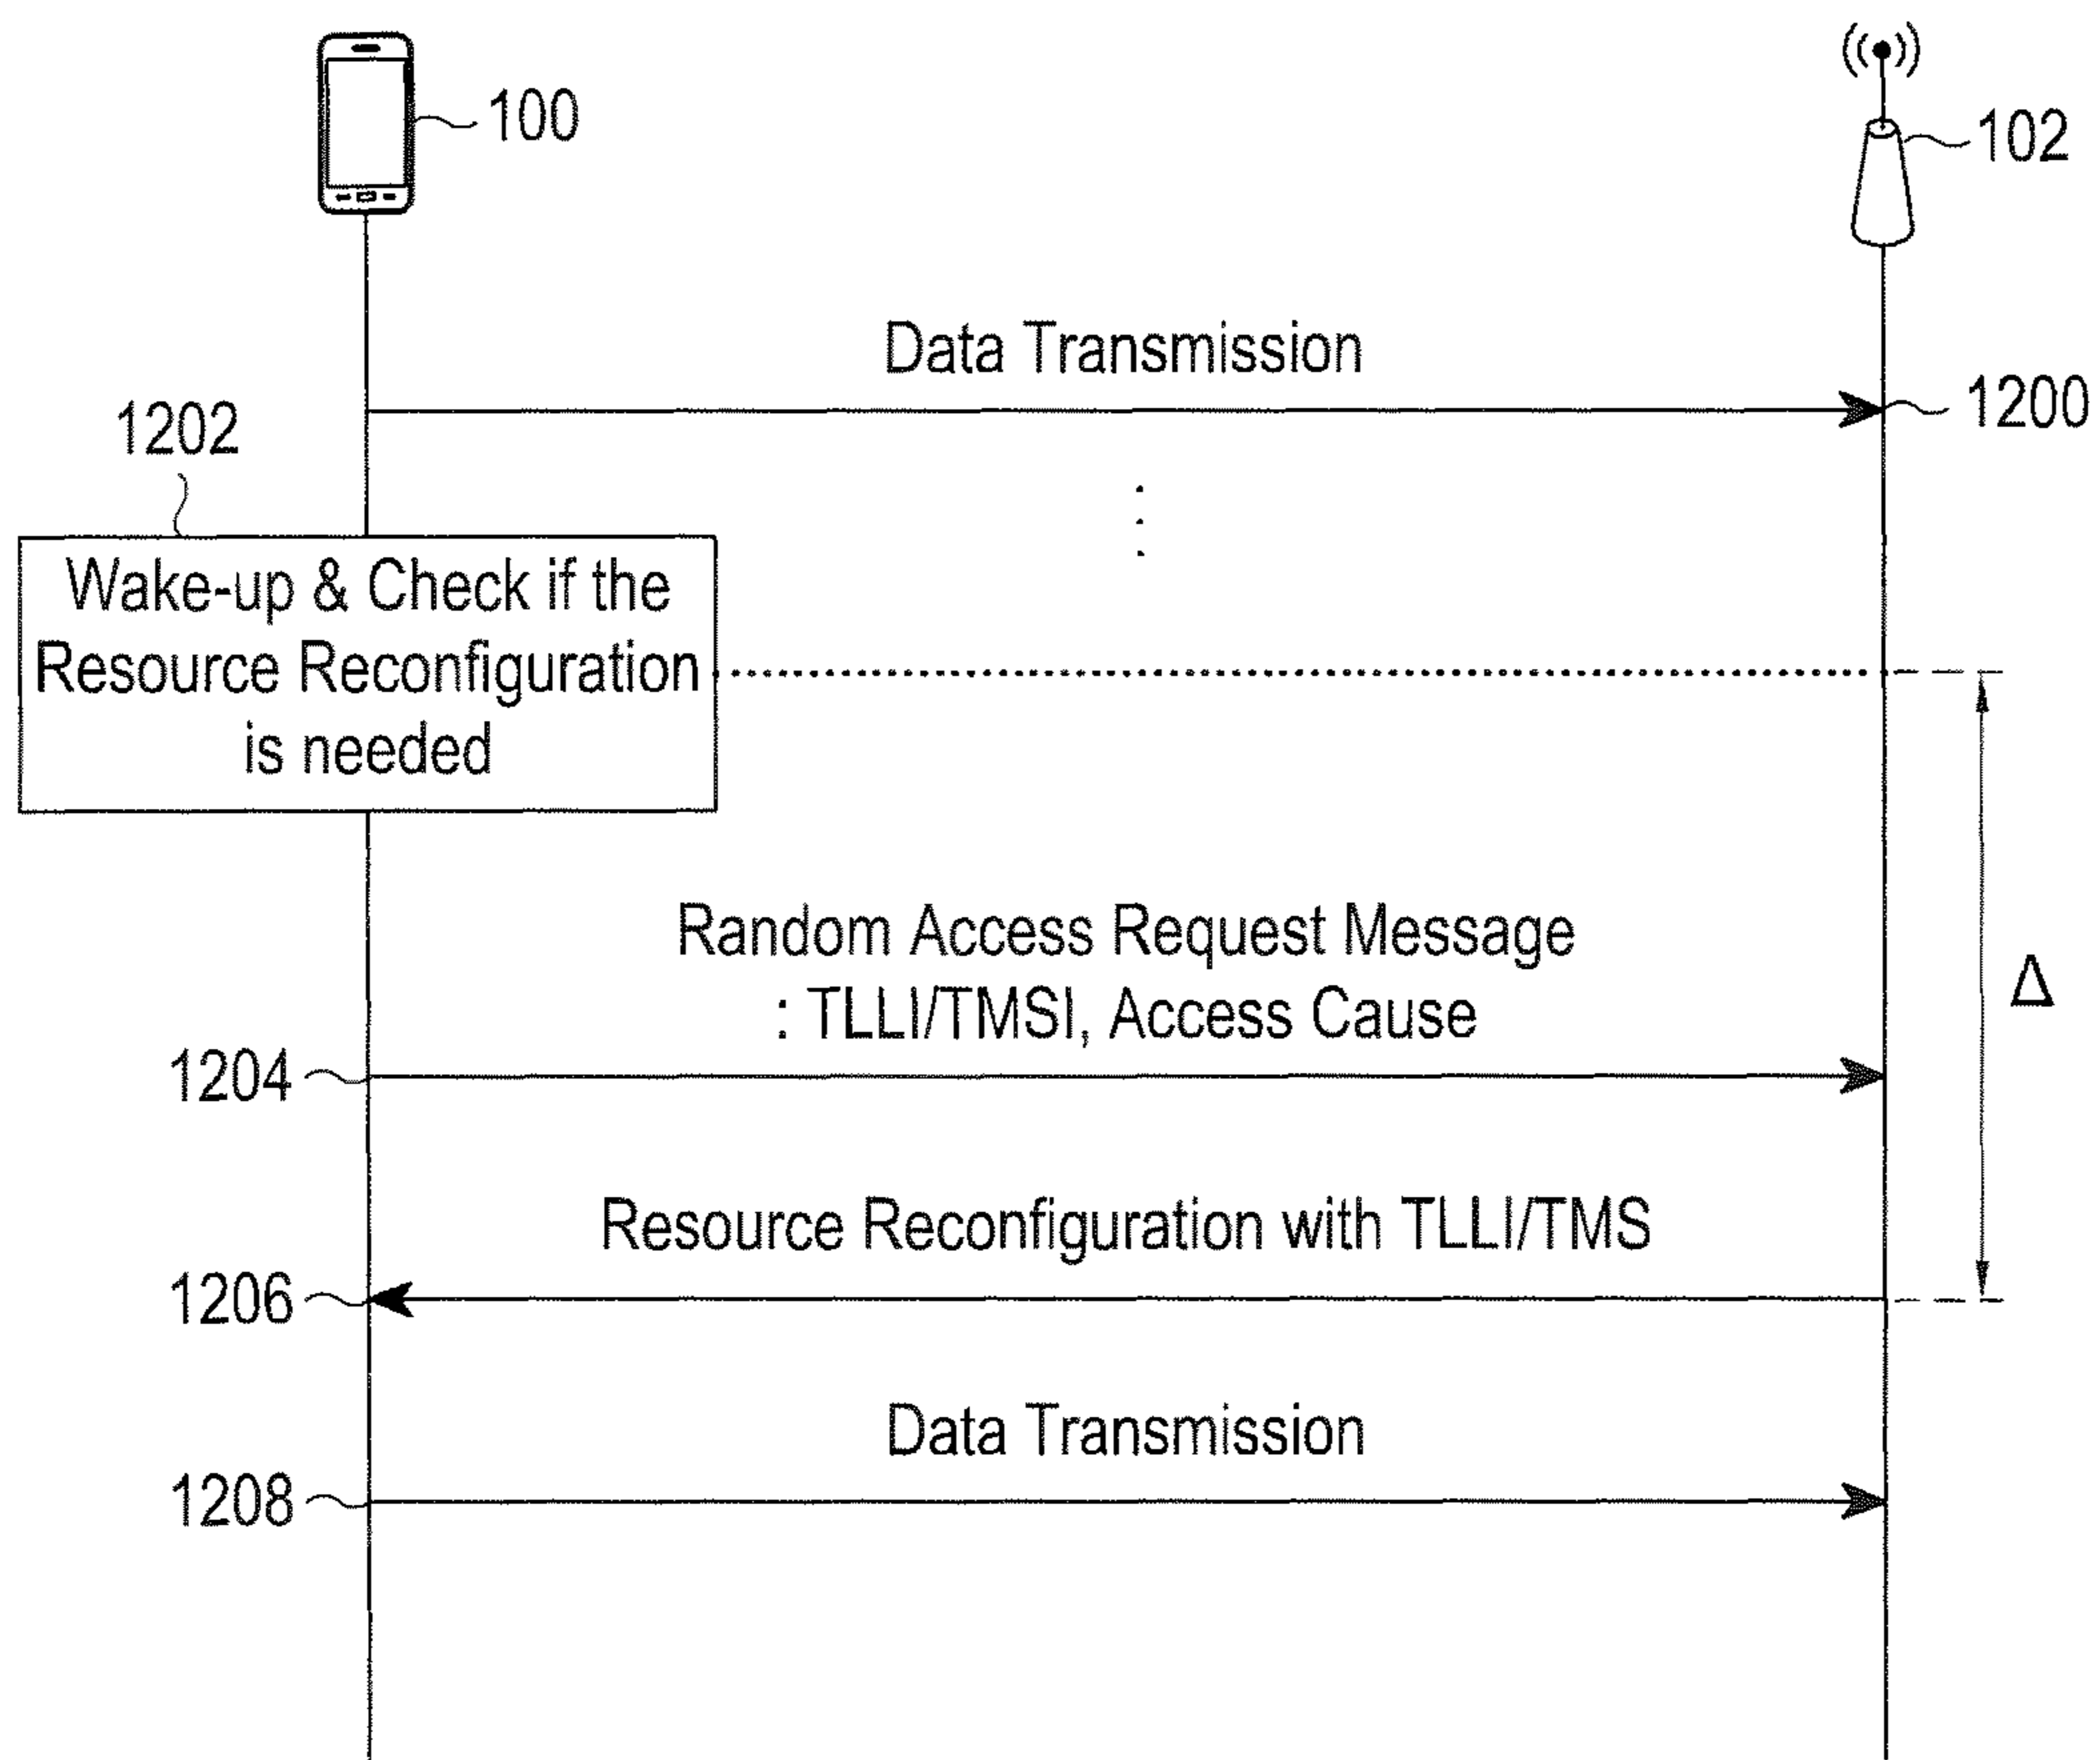 100
102
Data Transmission
1200
1202
Wake-up & Check if the
Resource Reconfiguration
is needed
Random Access Request Message
: TLLI/TMSI, Access Cause
Δ
1204
Resource Reconfiguration with TLLI/TMS
1206
Data Transmission
1208